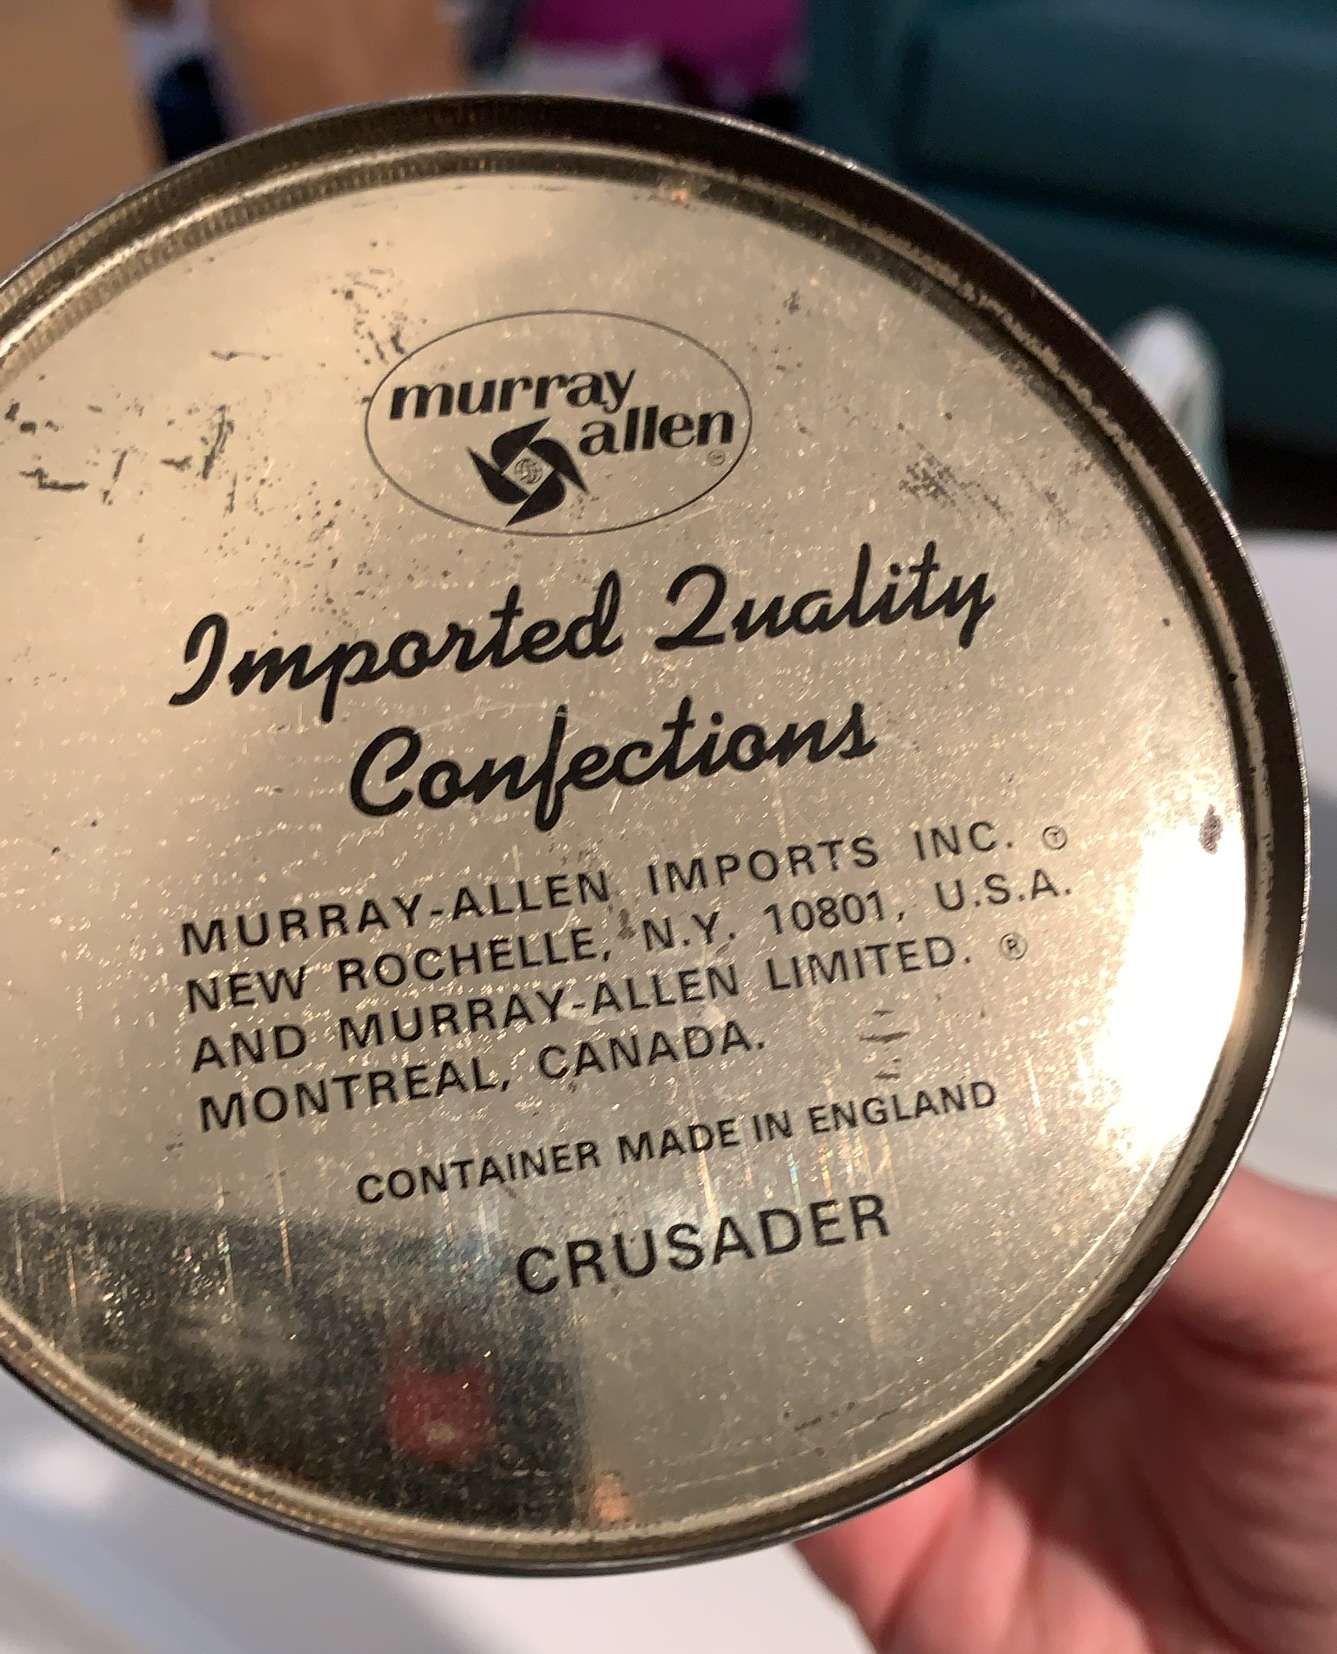 murray
allen
Imported Quality
Confections
MURRAY-ALLEN IMPORTS INC. Ⓣ
NEW ROCHELLE, N.Y. 10801, U.S.A.
AND MURRAY-ALLEN LIMITED. ®
MONTREAL, CANADA.
CONTAINER MADE IN ENGLAND
CRUSADER